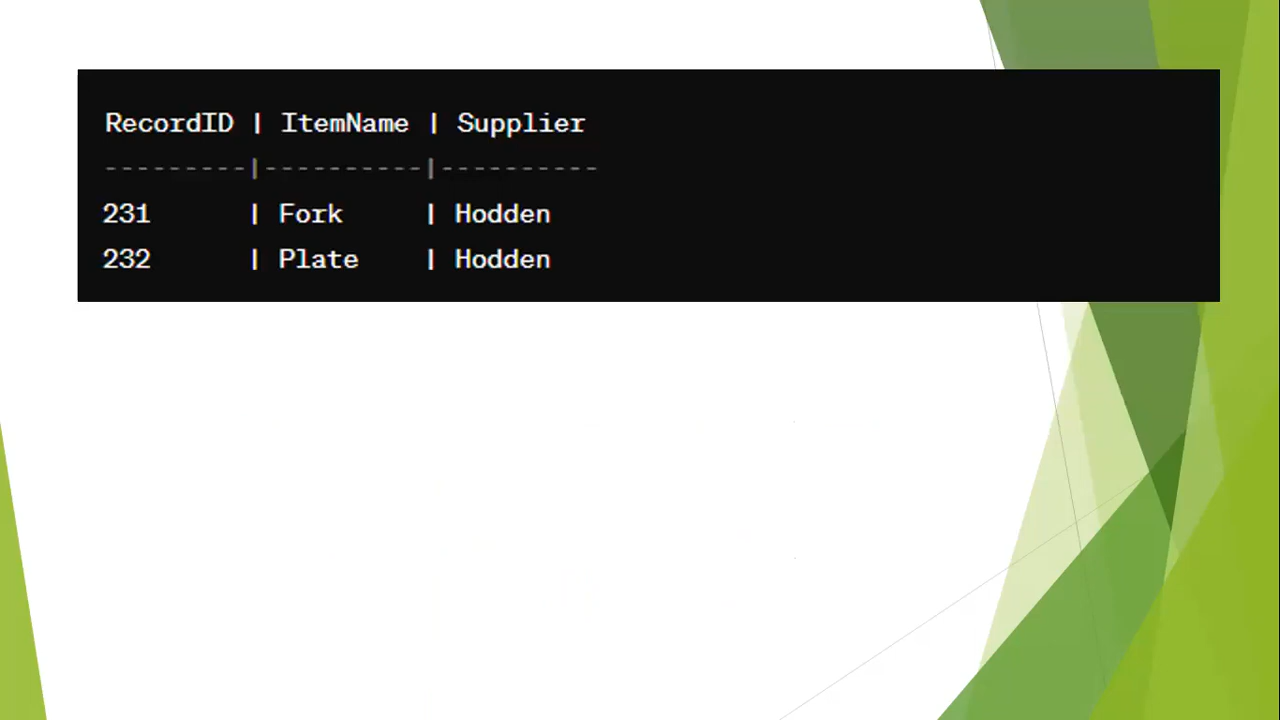 RecordID | ItemName | Supplier
---------|----------|----------
231      | Fork     | Hodden
232      | Plate    | Hodden